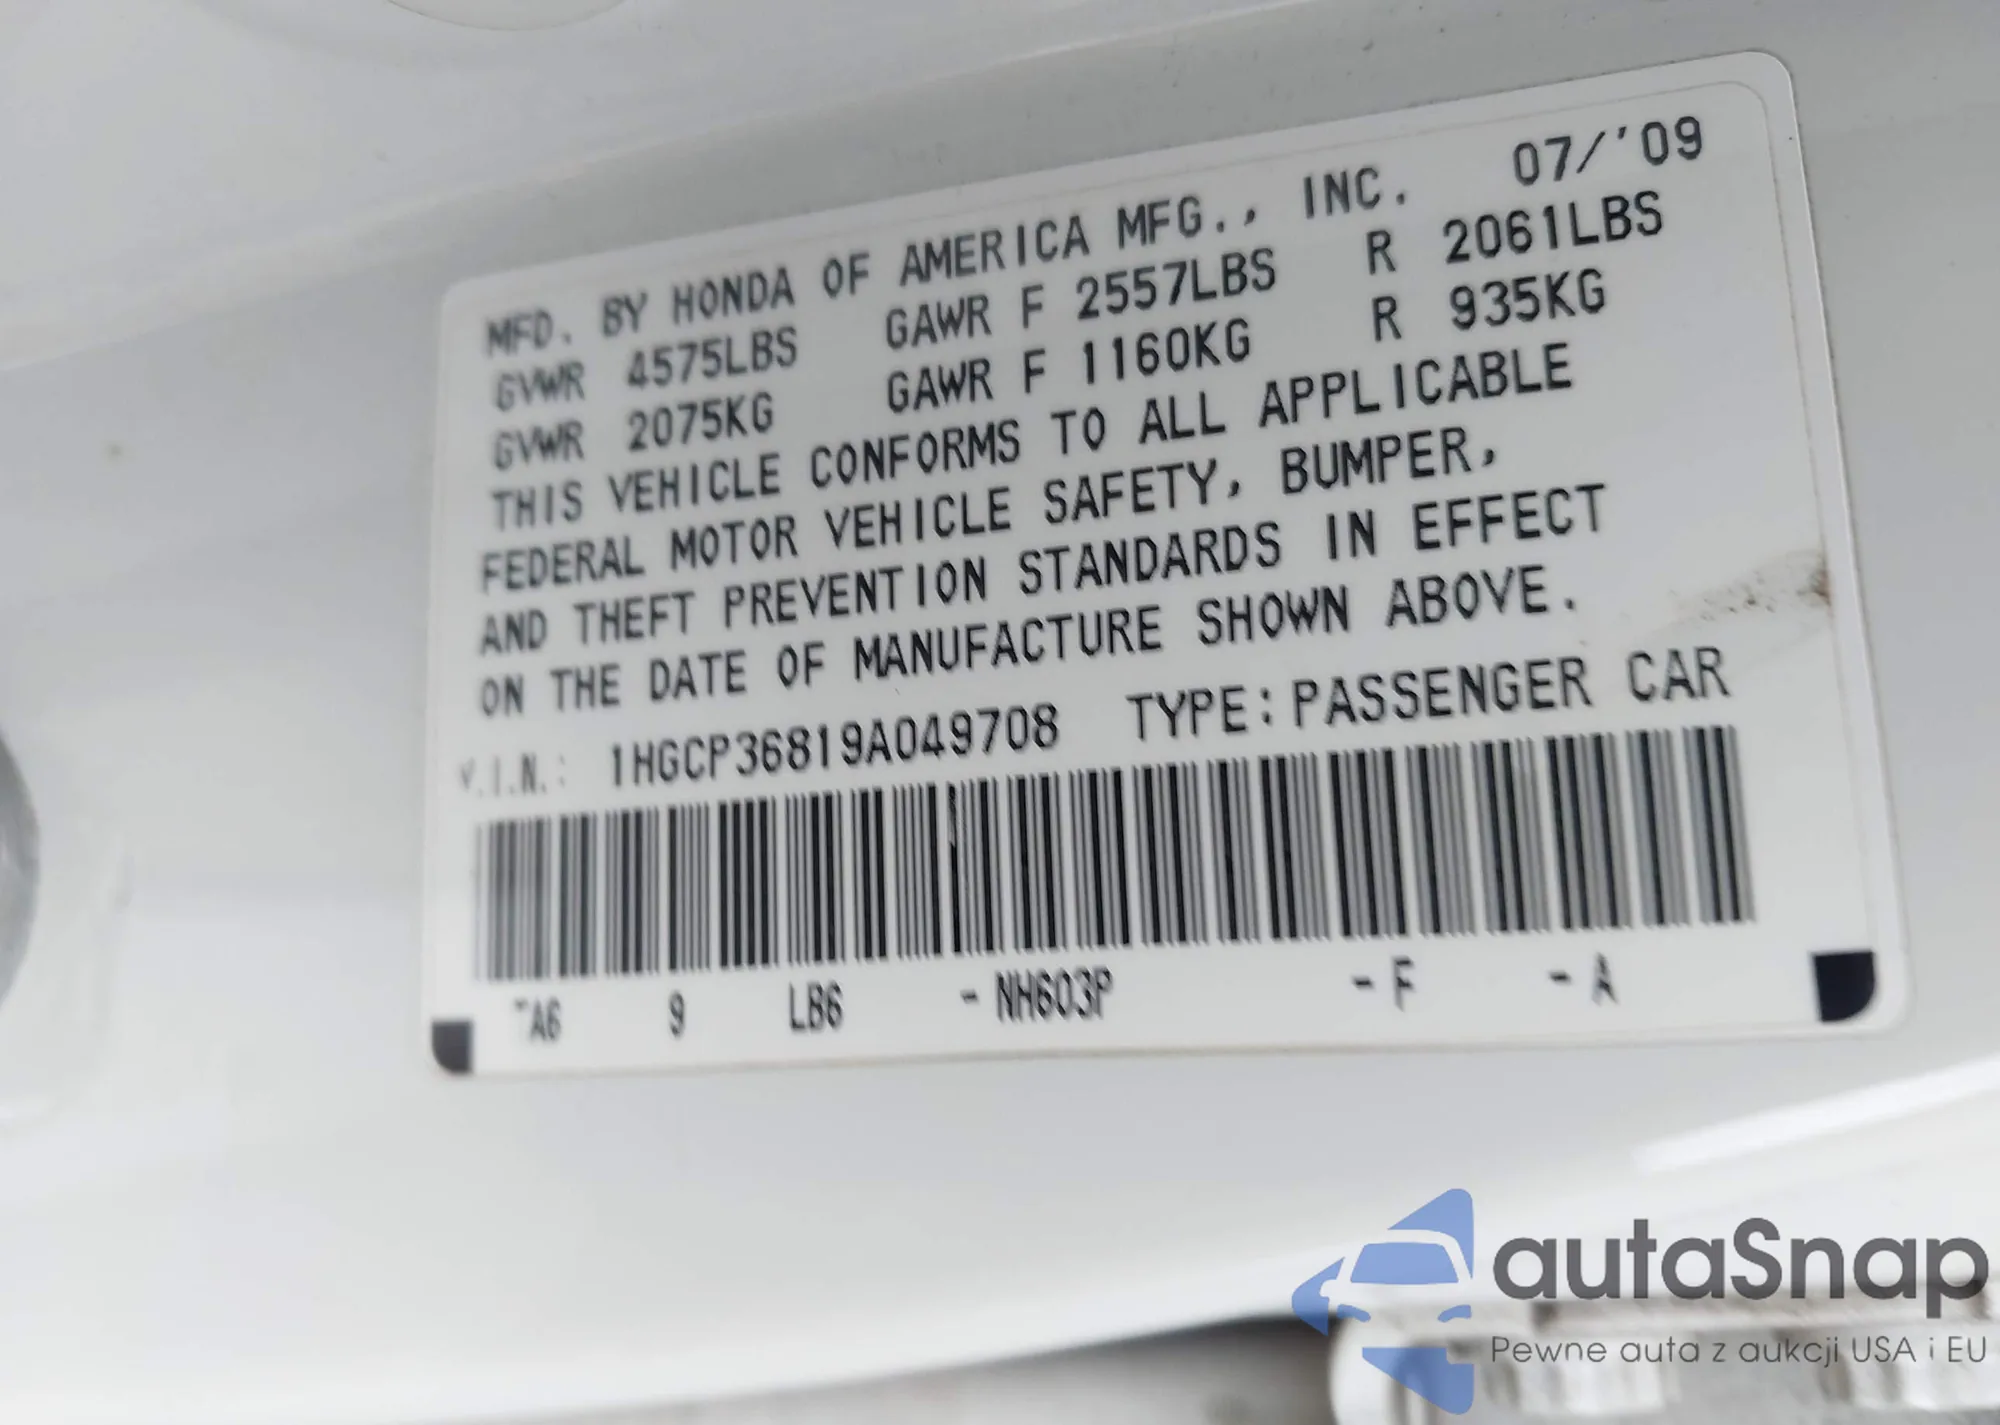 MFD. BY HONDA OF AMERICA MFG., INC. 07/'09
GVWR 4575LBS GAWR F 2557LBS R 2061LBS
GVWR 2075KG GAWR F 1160KG R 935KG
THIS VEHICLE CONFORMS TO ALL APPLICABLE
FEDERAL MOTOR VEHICLE SAFETY, BUMPER,
AND THEFT PREVENTION STANDARDS IN EFFECT
ON THE DATE OF MANUFACTURE SHOWN ABOVE.
V.I.N.: 1HGCP36819A049708 TYPE:PASSENGER CAR
TA6 9 LB6 -NH603P -F -A
autaSnap
Pewne auta z aukcji USA i EU